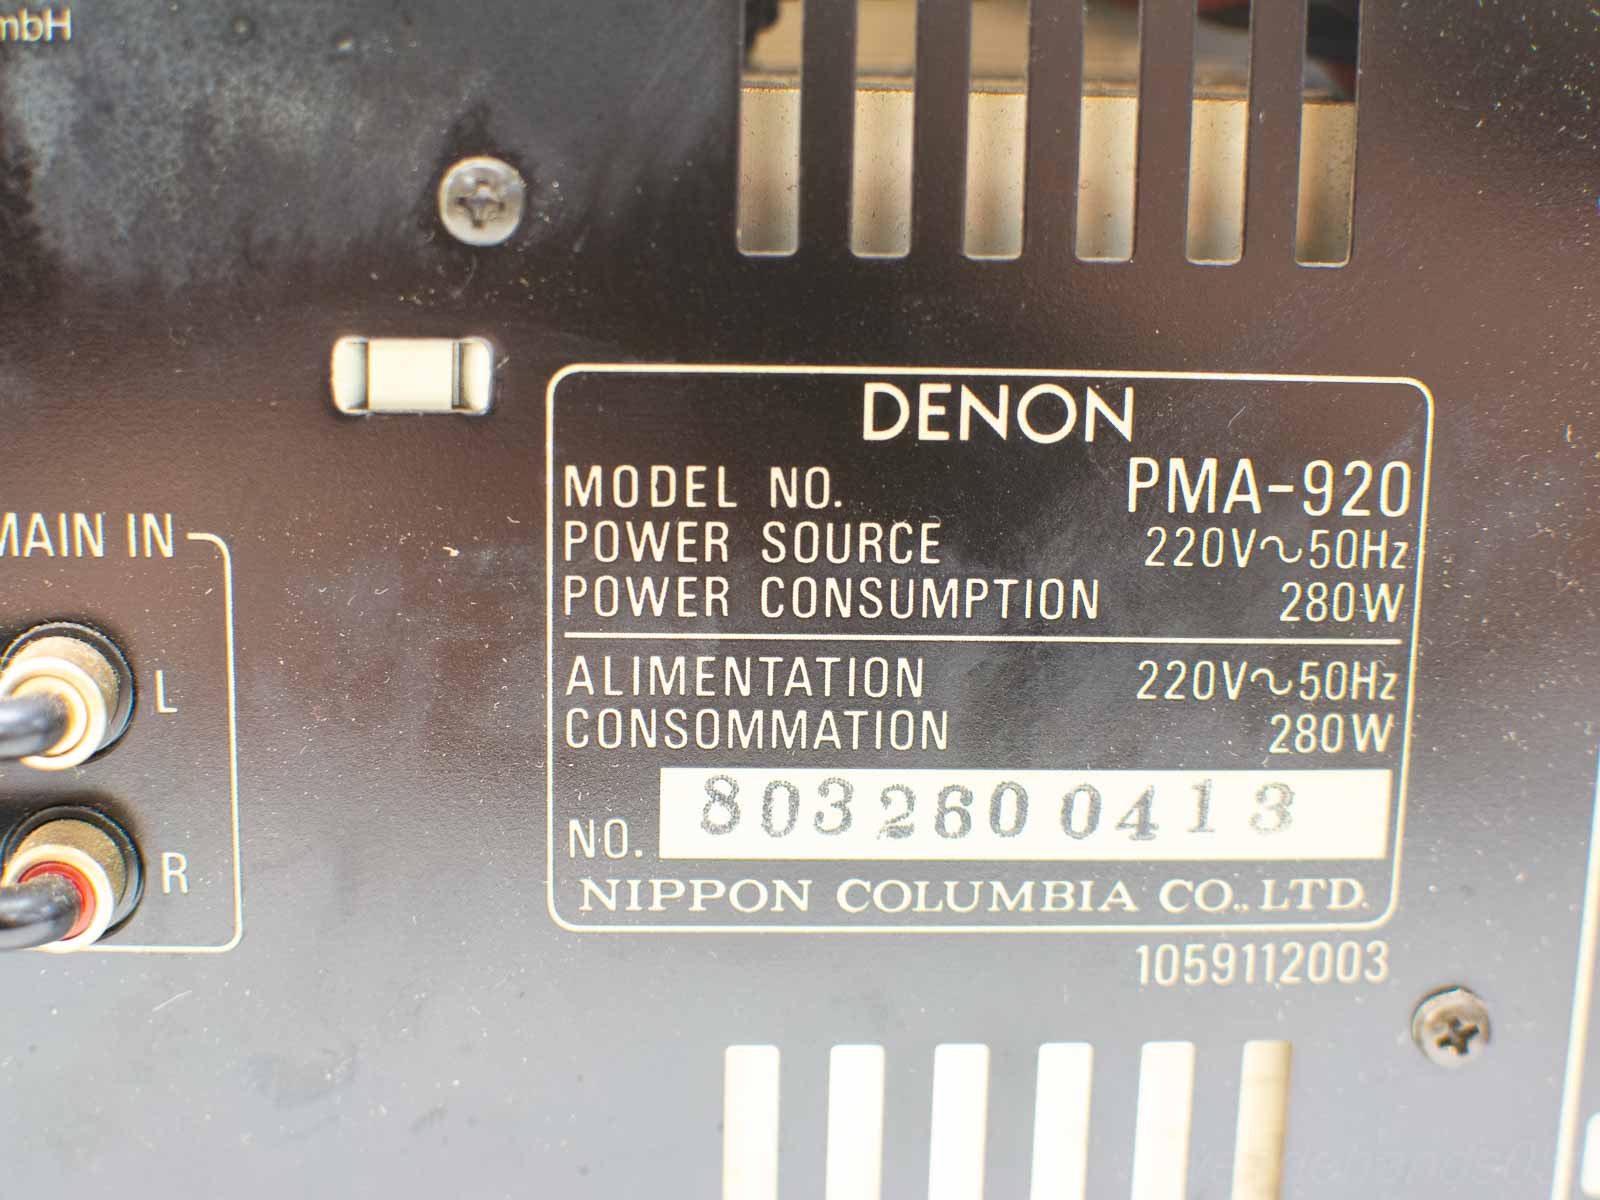 mbH
DENON
MODEL NO. PMA-920
POWER SOURCE 220V~50Hz
POWER CONSUMPTION 280W
ALIMENTATION 220V~50Hz
CONSOMMATION 280W
NO. 8032600413
NIPPON COLUMBIA CO., LTD.
1059112003
MAIN IN
L
R